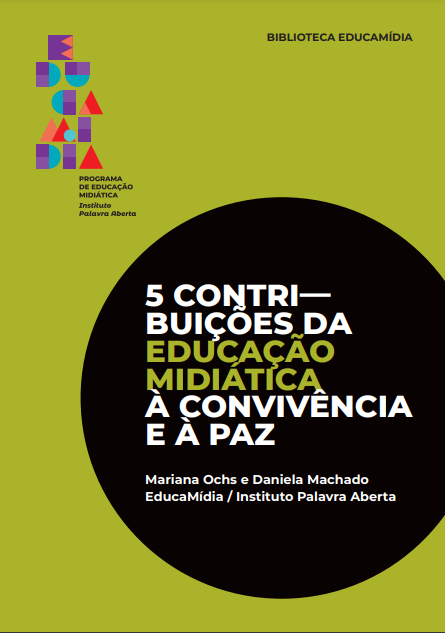 BIBLIOTECA EDUCAMÍDIA
EDUCAMÍDIA
PROGRAMA
DE EDUCAÇÃO
MIDIÁTICA
Instituto
Palavra Aberta
5 CONTRI—
BUIÇÕES DA
EDUCAÇÃO
MIDIÁTICA
À CONVIVÊNCIA
E À PAZ
Mariana Ochs e Daniela Machado
EducaMídia / Instituto Palavra Aberta